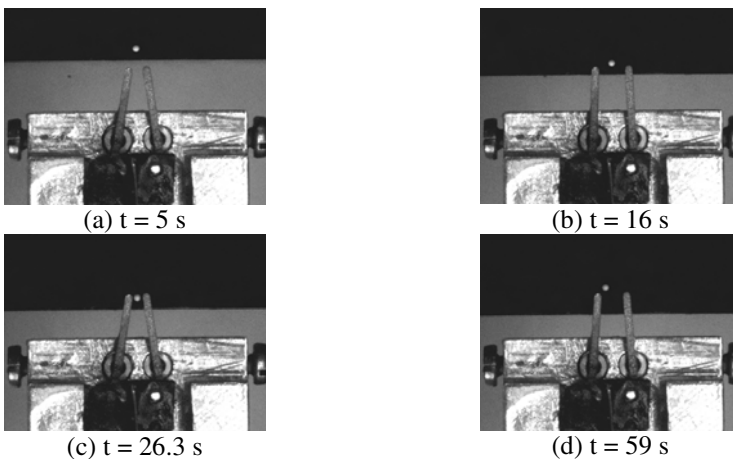 (a) t = 5 s
(b) t = 16 s
(c) t = 26.3 s
(d) t = 59 s